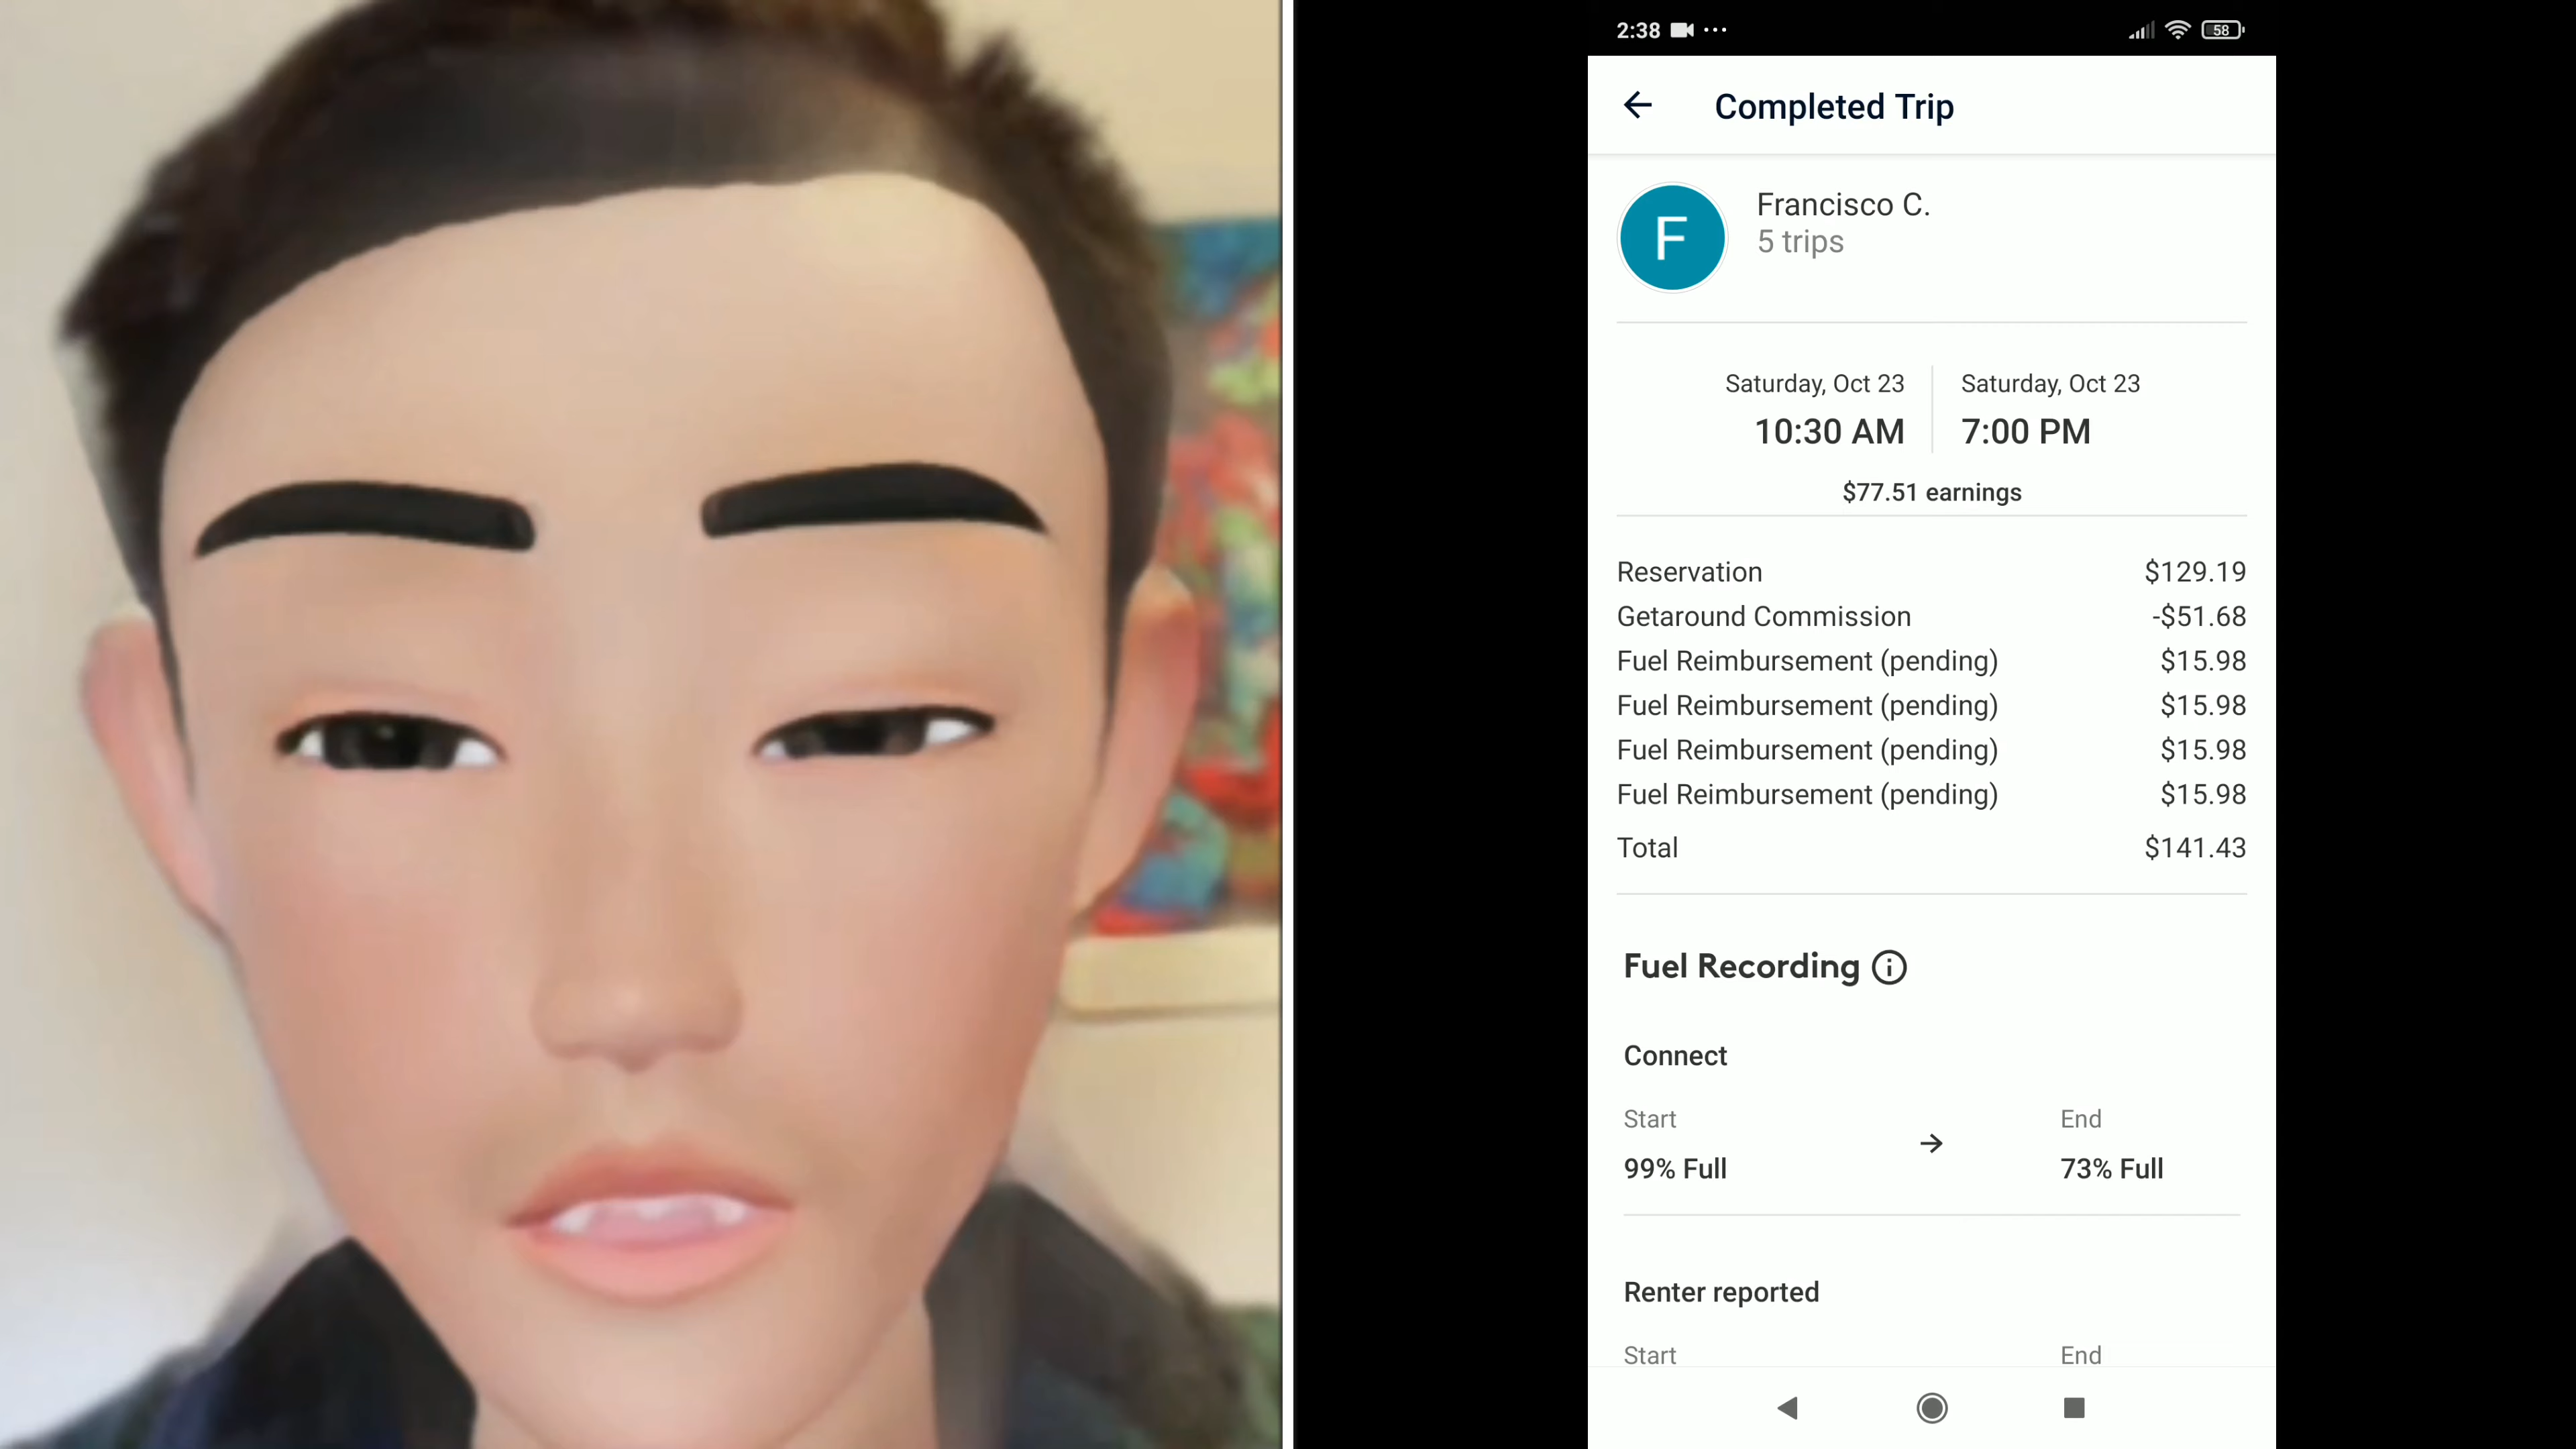 2:38
58
Completed Trip
F
Francisco C.
5 trips
Saturday, Oct 23
10:30 AM
Saturday, Oct 23
7:00 PM
$77.51 earnings
Reservation $129.19
Getaround Commission -$51.68
Fuel Reimbursement (pending) $15.98
Fuel Reimbursement (pending) $15.98
Fuel Reimbursement (pending) $15.98
Fuel Reimbursement (pending) $15.98
Total $141.43
Fuel Recording
Connect
Start End
99% Full 73% Full
Renter reported
Start End